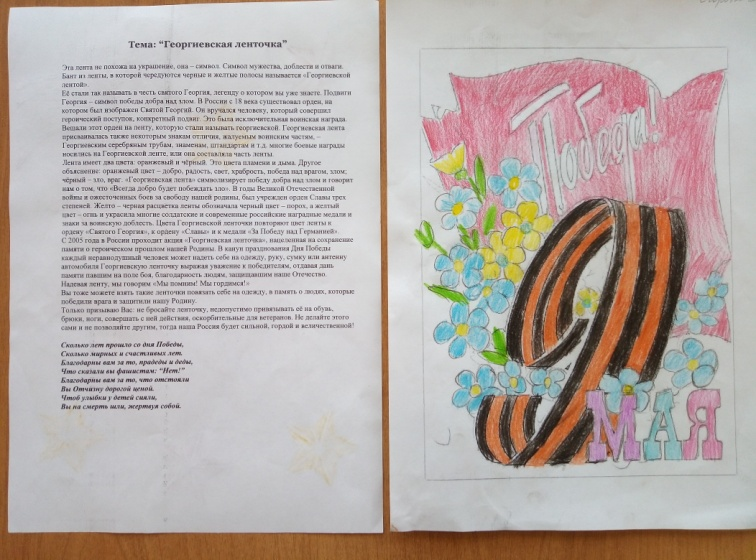 Тема: “Георгиевская ленточка”
Эта лента не похожа на украшение, она – символ. Символ мужества, доблести и отваги.
Бант из ленты, в которой чередуются черные и желтые полосы называется «Георгиевской
лентой».
Её стали так называть в честь святого Георгия, легенду о котором вы уже знаете. Подвиги
Георгия – символ победы добра над злом. В России с 18 века существовал орден, на
котором был изображен Святой Георгий. Он вручался человеку, который совершил
героический поступок, конкретный подвиг. Это была исключительная воинская награда.
Вешали этот орден на ленту, которую стали называть георгиевской. Георгиевская лента
присваивалась также некоторым знакам отличия, жалуемым воинским частям, –
Георгиевским серебряным трубам, знаменам, штандартам и т.д. многие боевые награды
носились на Георгиевской ленте, или она составляла часть ленты.
Лента имеет два цвета: оранжевый и чёрный. Это цвета пламени и дыма. Другое
объяснение: оранжевый цвет – добро, радость, свет, храбрость, победа над врагом, злом;
чёрный – зло, враг. «Георгиевская лента» символизирует победу добра над злом и говорит
нам о том, что «Всегда добро будет побеждать зло». В годы Великой Отечественной
войны и ожесточенных боев за свободу нашей родины, был учрежден орден Славы трех
степеней. Желто – черная расцветка ленты обозначала черный цвет – порох, а желтый
цвет – огнь и украсила многие солдатские и современные российские наградные медали и
знаки за воинскую доблесть. Цвета Георгиевской ленточки повторяют цвет ленты к
ордену «Святого Георгия», к ордену «Славы» и к медали «За Победу над Германией».
С 2005 года в России проходит акция «Георгиевская ленточка», нацеленная на сохранение
памяти о героическом прошлом нашей Родины. В канун празднования Дня Победы
каждый неравнодушный человек может надеть себе на одежду, руку, сумку или антенну
автомобиля Георгиевскую ленточку выражая уважение к победителям, отдавая дань
памяти павшим на поле боя, благодарность людям, защищавшим наше Отечество.
Надевая ленту, мы говорим «Мы помним! Мы гордимся!»
Вы тоже можете взять такие ленточки повязать себе на одежду, в память о людях, которые
победили врага и защитили нашу Родину.
Только призываю Вас: не бросайте ленточку, недопустимо привязывать её на обувь,
брюки, ноги, совершать с ней действия, оскорбительные для ветеранов. Не делайте этого
сами и не позволяйте другим, тогда наша Россия будет сильной, гордой и величественной!
Сколько лет прошло со дня Победы,
Сколько мирных и счастливых лет.
Благодарны вам за то, прадеды и деды,
Что сказали вы фашистам: “Нет!”
Благодарны вам за то, что отстояли
Вы Отчизну дорогой ценой.
Чтоб улыбки у детей сияли,
Вы на смерть шли, жертвуя собой.
9
МАЯ